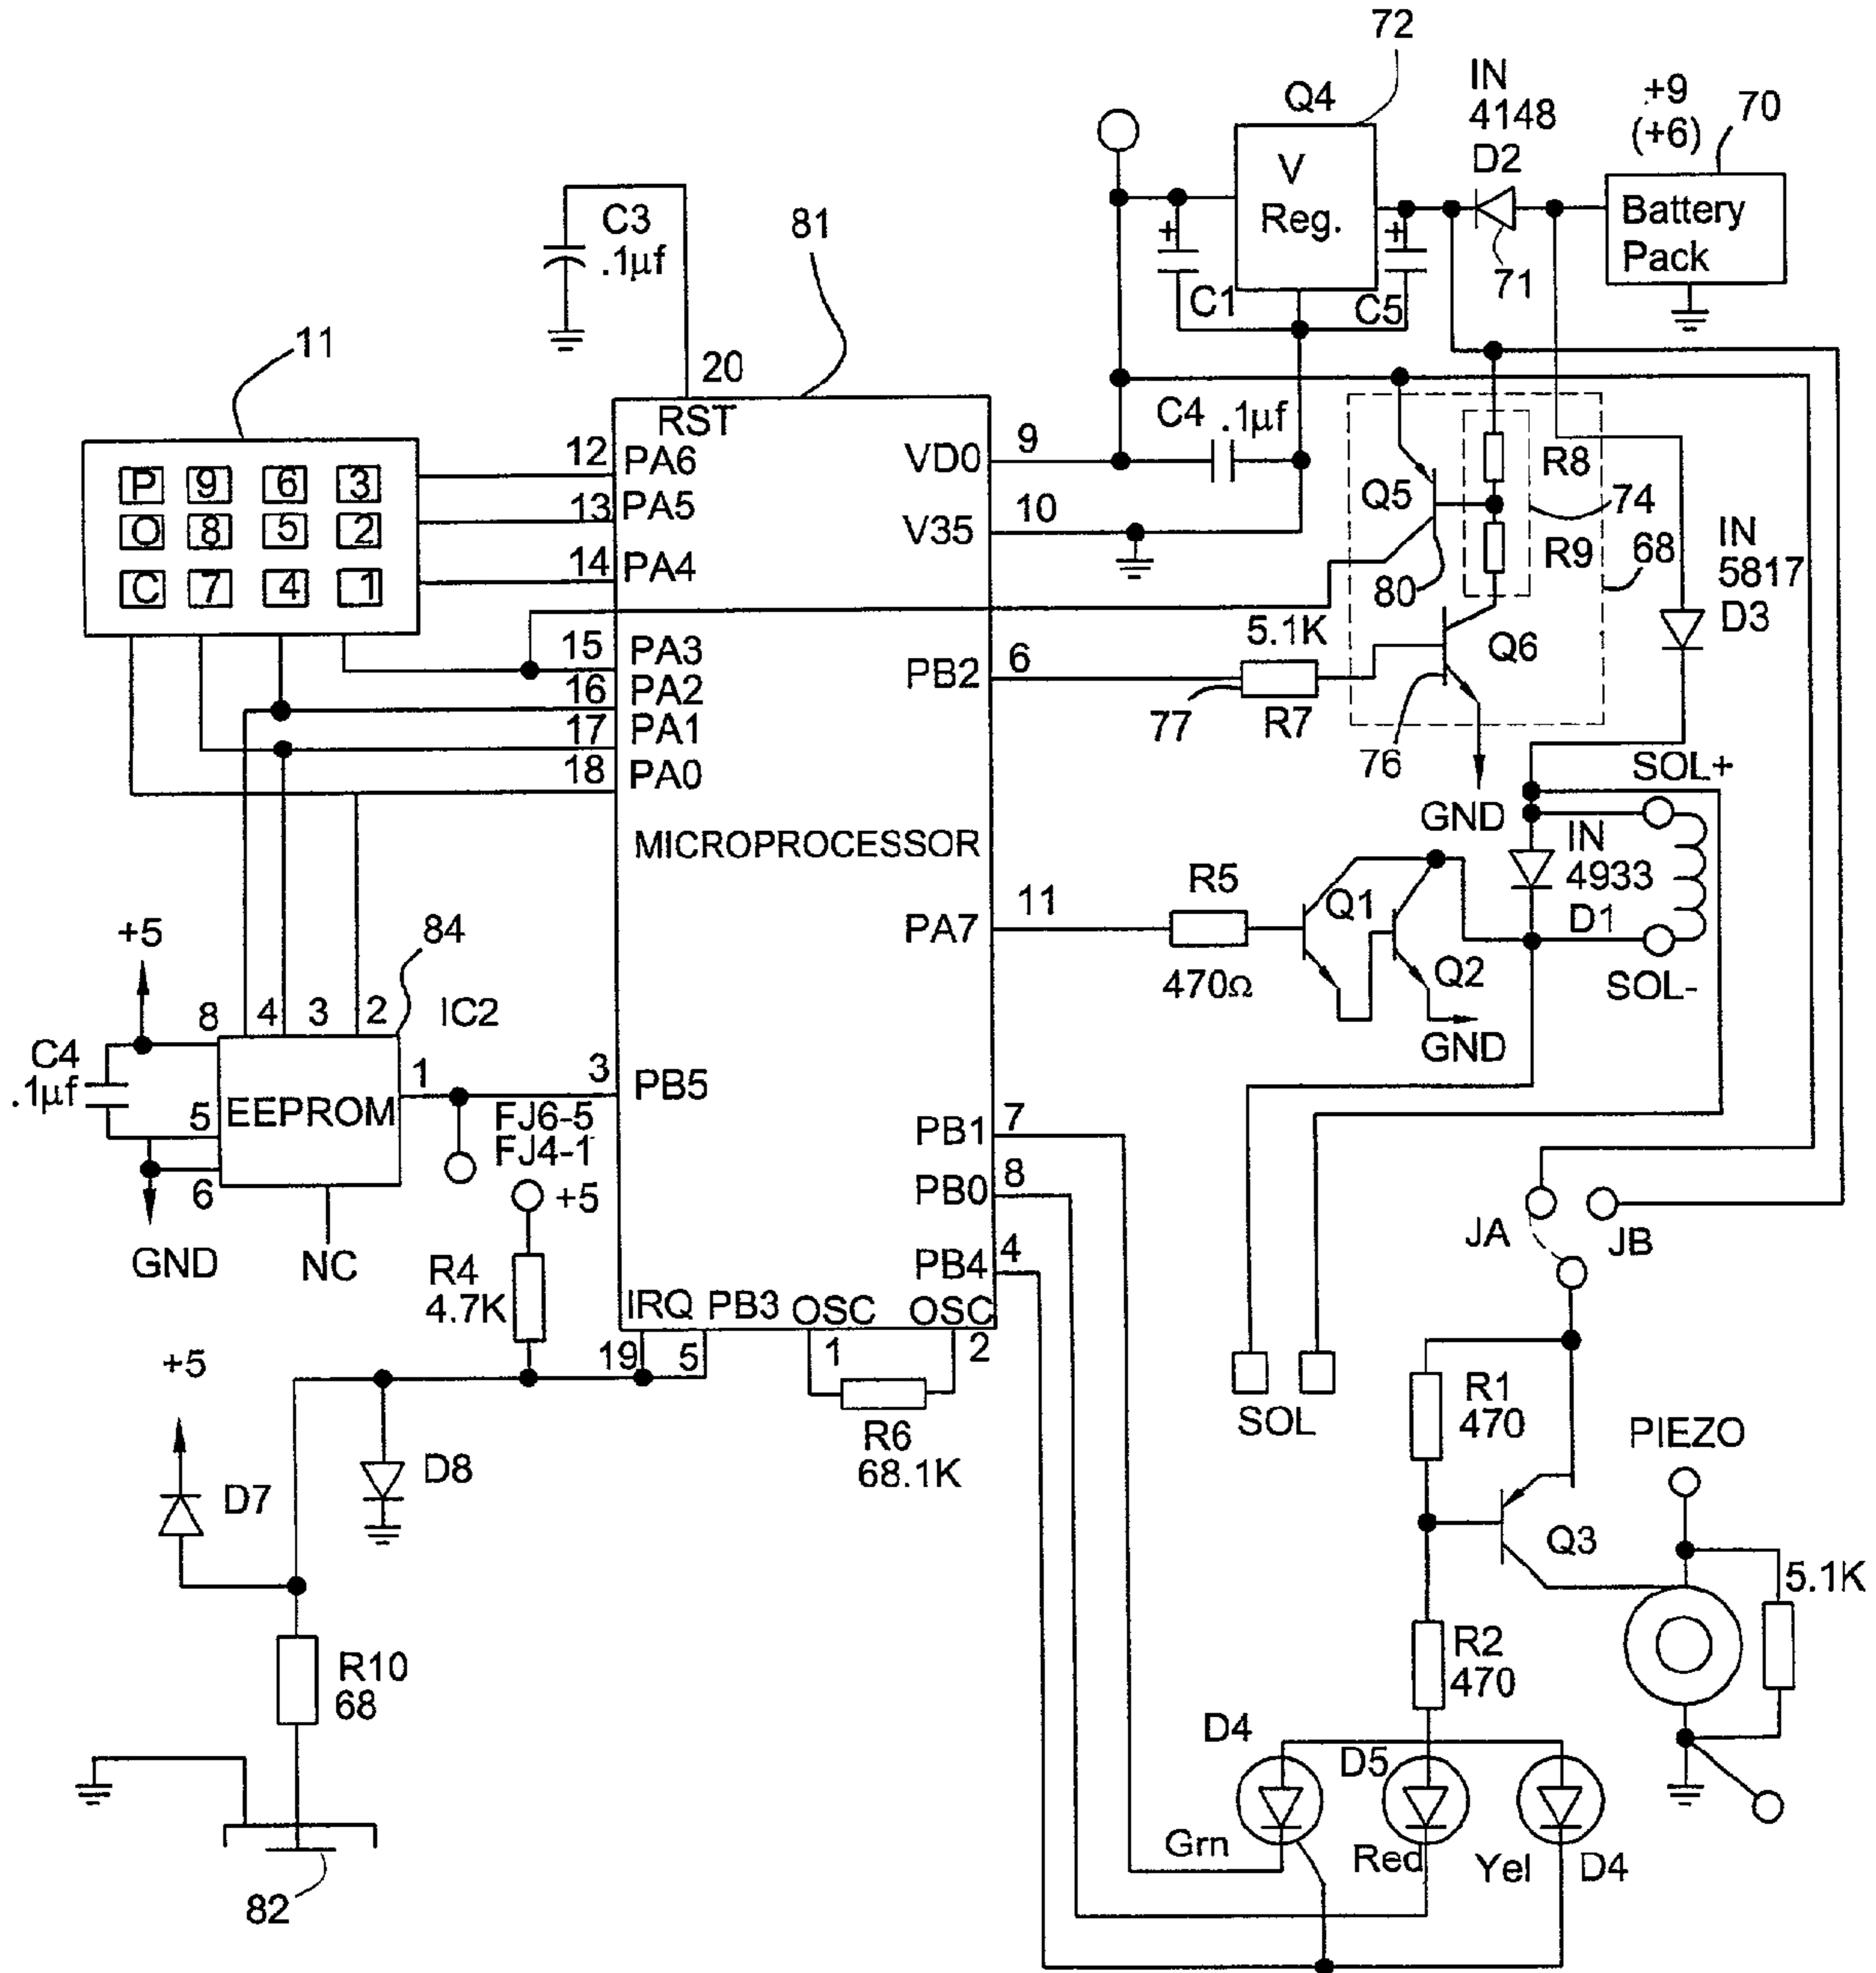 72
Q4
IN
4148
D2
+9
(+6)
70
V
Reg.
Battery
Pack
71
C1
C5
C3
.1µf
81
20
11
RST
P 9 6 3
O 8 5 2
C 7 4 1
12 PA6
13 PA5
14 PA4
15 PA3
16 PA2
17 PA1
18 PA0
VD0 9
C4 .1µf
V35 10
Q5
R8
74
R9
68
80
IN
5817
D3
5.1K
PB2 6
77
R7
Q6
76
GND
SOL+
MICROPROCESSOR
IN
4933
D1
PA7 11
R5
470Ω
Q1
Q2
GND
SOL-
+5
84
8 4 3 2
IC2
C4
.1µf
EEPROM
1
5
6
GND
NC
3 PB5
FJ6-5
FJ4-1
+5
R4
4.7K
PB1 7
PB0 8
PB4 4
JA
JB
IRQ PB3 OSC OSC
19 5 1 2
R6
68.1K
SOL
+5
D7
D8
R10
68
82
R1
470
PIEZO
Q3
5.1K
R2
470
D4
D5
Grn
Red
Yel
D4